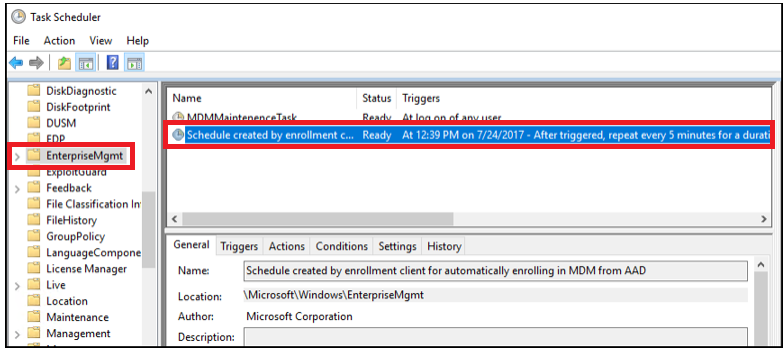 Task Scheduler
File Action View Help
DiskDiagnostic
DiskFootprint
DUSM
EDP
EnterpriseMgmt
ExploitGuard
Feedback
File Classification In
FileHistory
GroupPolicy
LanguageCompone
License Manager
Live
Location
Maintenance
Management
Name Status Triggers
MDMMaintenenceTask Ready At log on of any user
Schedule created by enrollment c... Ready At 12:39 PM on 7/24/2017 - After triggered, repeat every 5 minutes for a durati
General Triggers Actions Conditions Settings History
Name: Schedule created by enrollment client for automatically enrolling in MDM from AAD
Location: \Microsoft\Windows\EnterpriseMgmt
Author: Microsoft Corporation
Description: